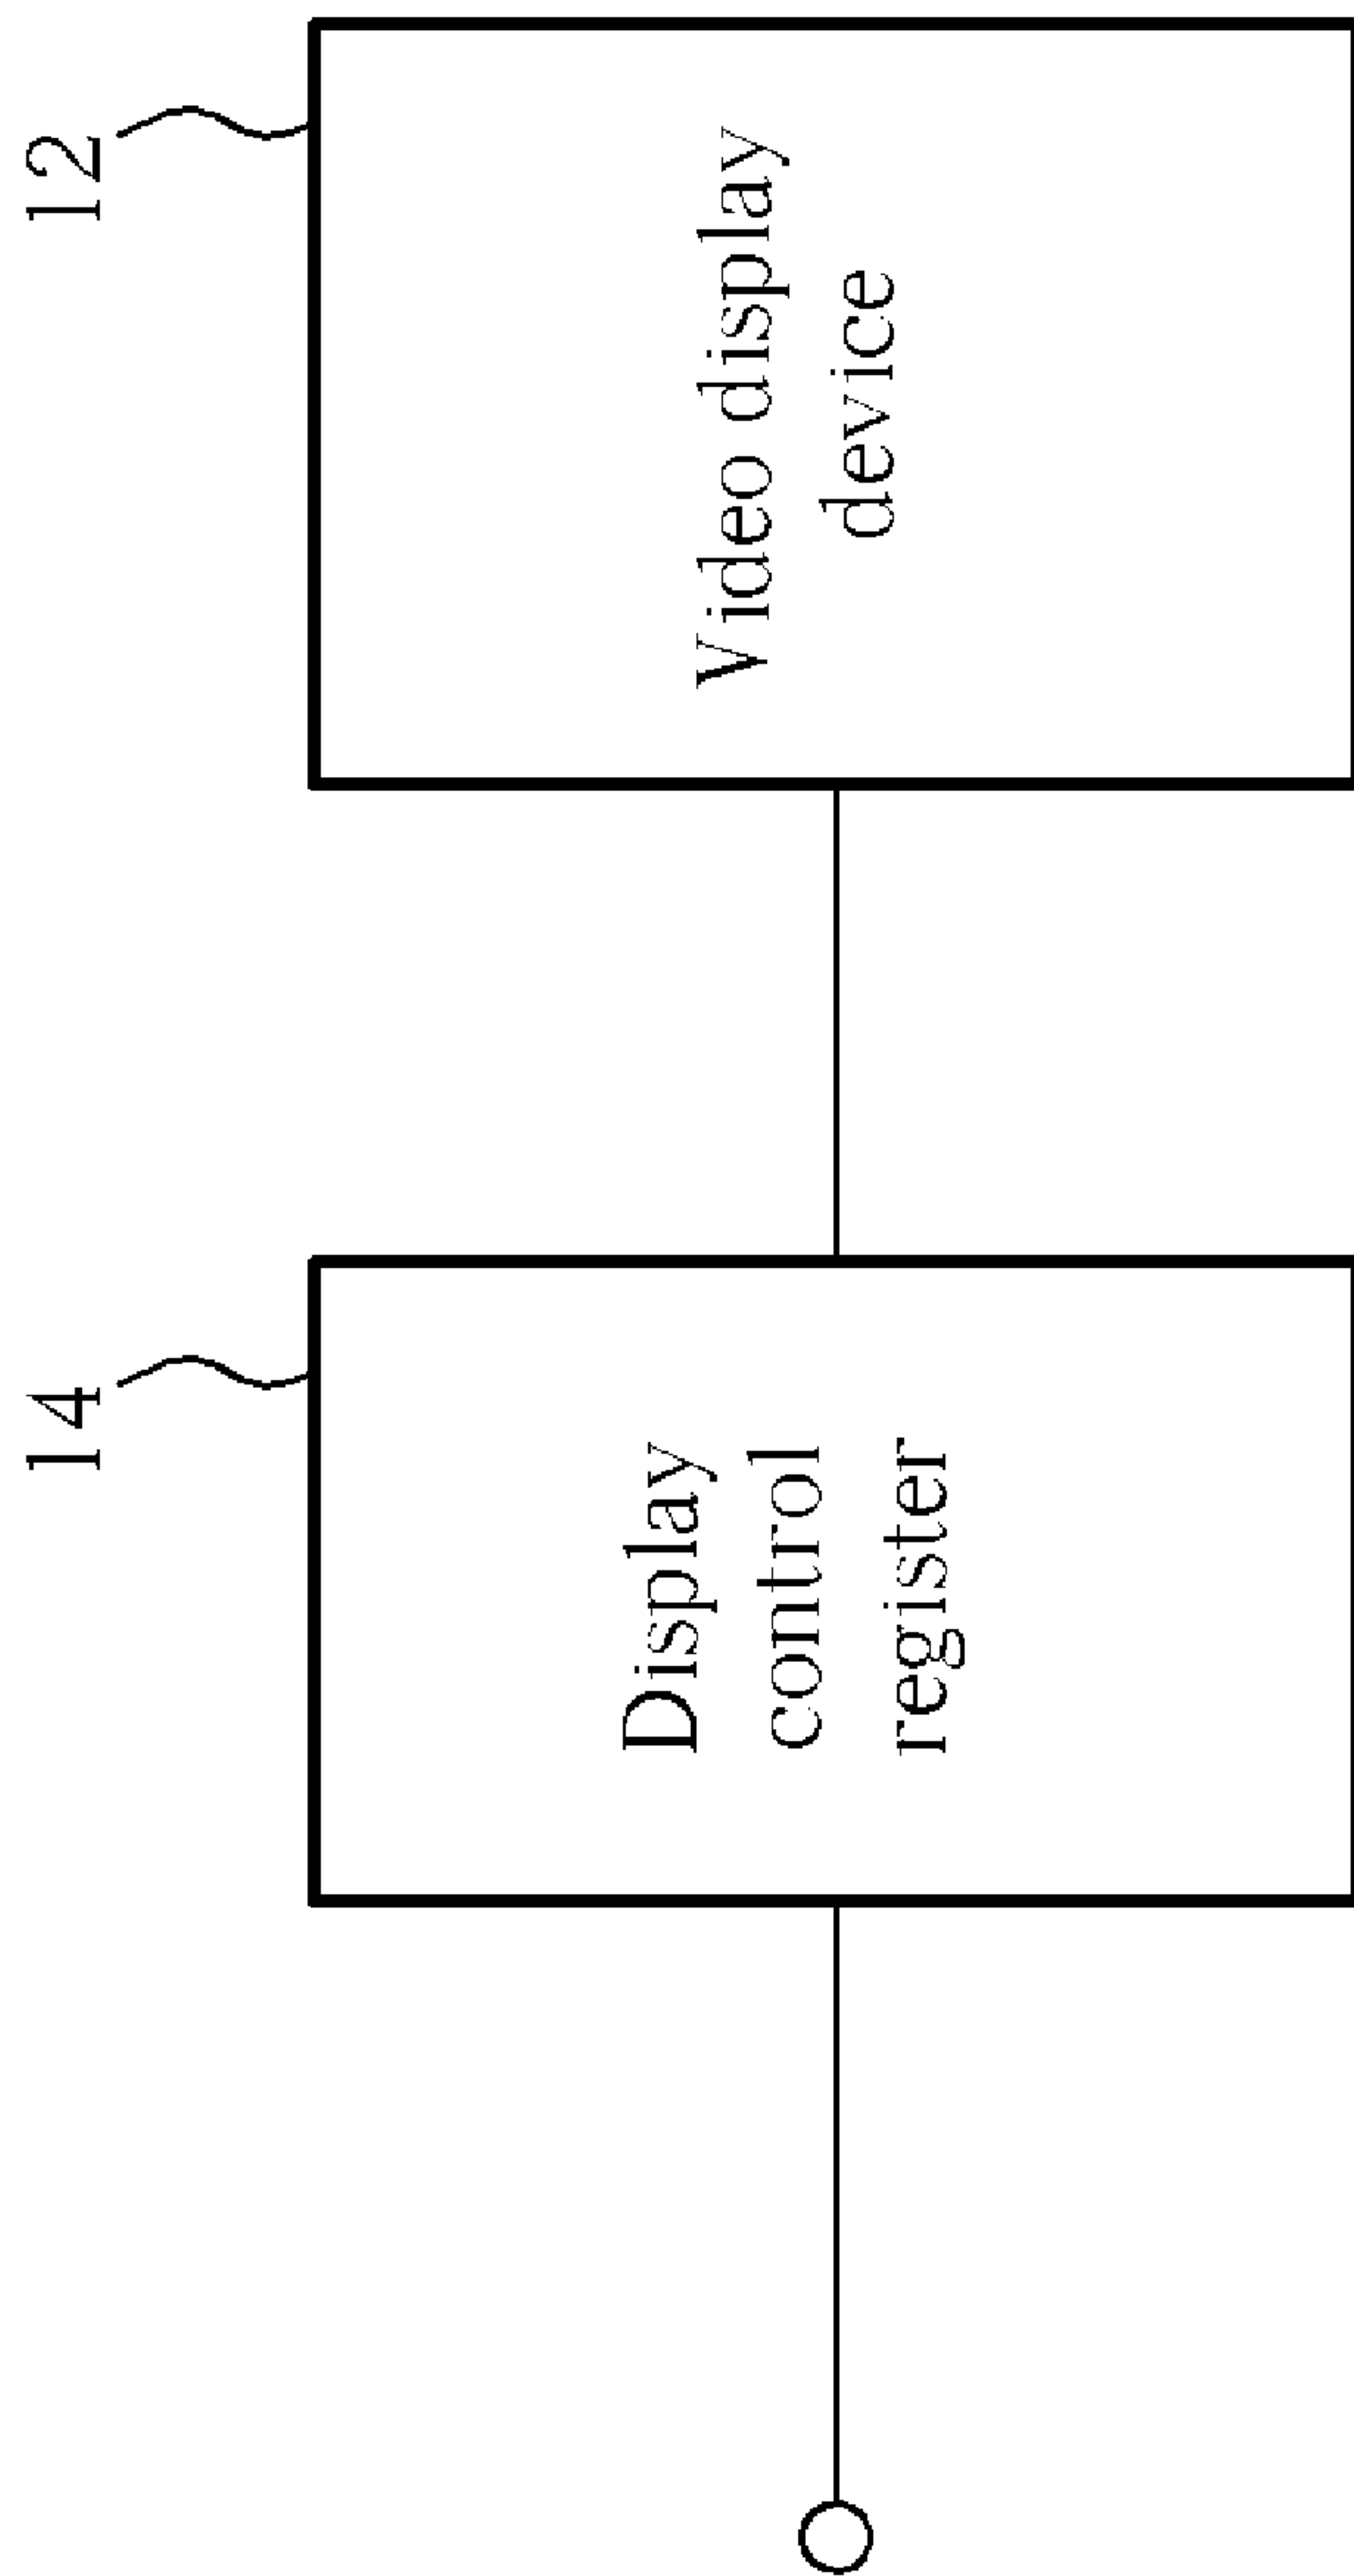 14
Display
control
register
12
Video display
device